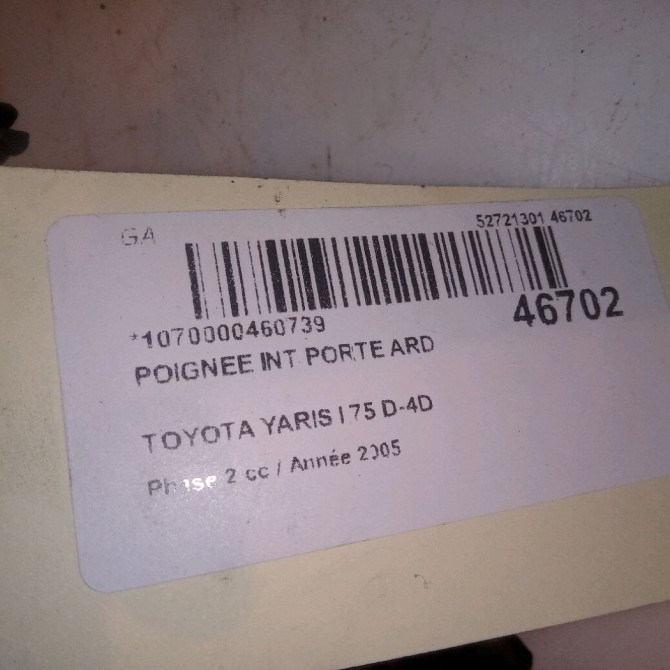 GA
52721301 46702
*1070000460739
46702
POIGNEE INT PORTE ARD
TOYOTA YARIS I 75 D-4D
Phase 2 cc / Année 2005